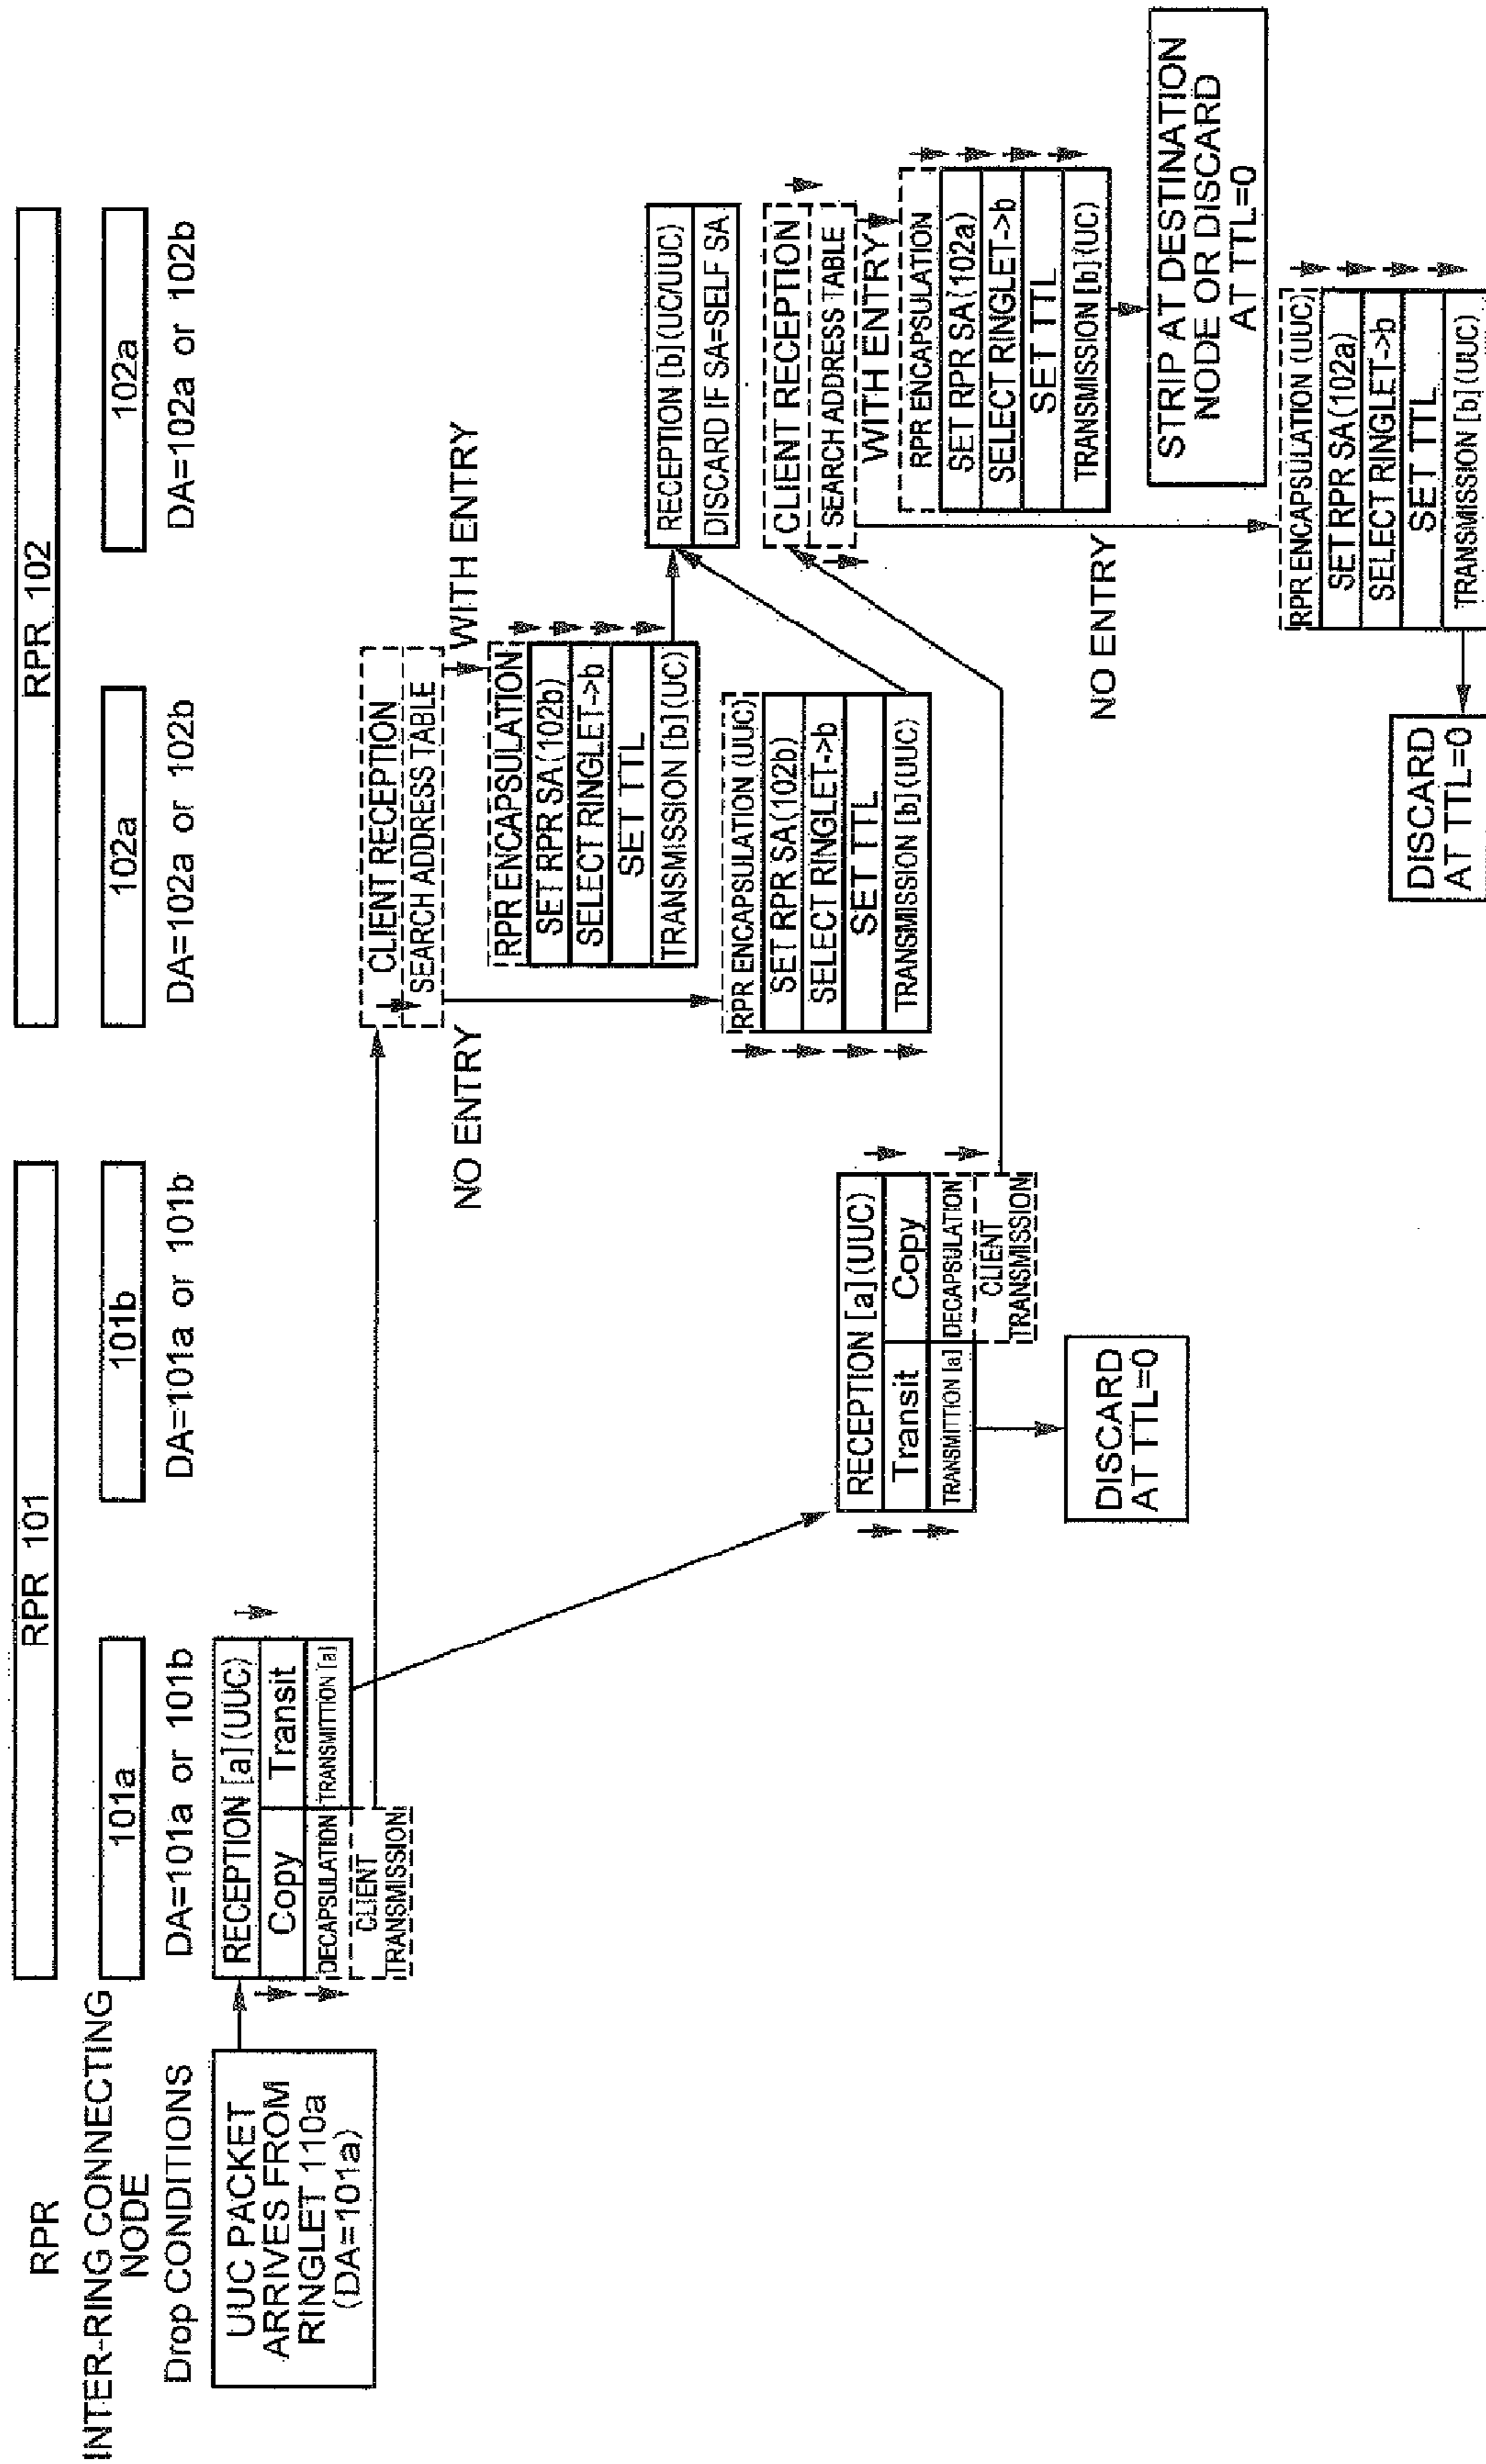 RPR
RPR 101
RPR 102
INTER-RING CONNECTING
NODE
101a
101b
102a
102a
Drop CONDITIONS
DA=101a or 101b
DA=101a or 101b
DA=102a or 102b
DA=102a or 102b
UUC PACKET
ARRIVES FROM
RINGLET 110a
(DA=101a)
RECEPTION [a](UUC)
Copy
Transit
DECAPSULATION
TRANSMITTION [a]
CLIENT
TRANSMISSION
CLIENT RECEPTION
SEARCH ADDRESS TABLE
NO ENTRY
WITH ENTRY
RPR ENCAPSULATION
SET RPR SA(102b)
SELECT RINGLET->b
SET TTL
TRANSMISSION [b](UC)
RPR ENCAPSULATION (UUC)
SET RPR SA(102b)
SELECT RINGLET->b
SET TTL
TRANSMISSION [b](UUC)
RECEPTION [b](UC/UUC)
DISCARD IF SA=SELF SA
RECEPTION [a](UUC)
Transit
Copy
TRANSMITTION [a]
DECAPSULATION
CLIENT
TRANSMISSION
DISCARD
AT TTL=0
CLIENT RECEPTION
SEARCH ADDRESS TABLE
WITH ENTRY
NO ENTRY
RPR ENCAPSULATION
SET RPR SA(102a)
SELECT RINGLET->b
SET TTL
TRANSMISSION [b](UC)
STRIP AT DESTINATION
NODE OR DISCARD
AT TTL=0
RPR ENCAPSULATION (UUC)
SET RPR SA(102a)
SELECT RINGLET->b
SET TTL
TRANSMISSION [b](UUC)
DISCARD
AT TTL=0